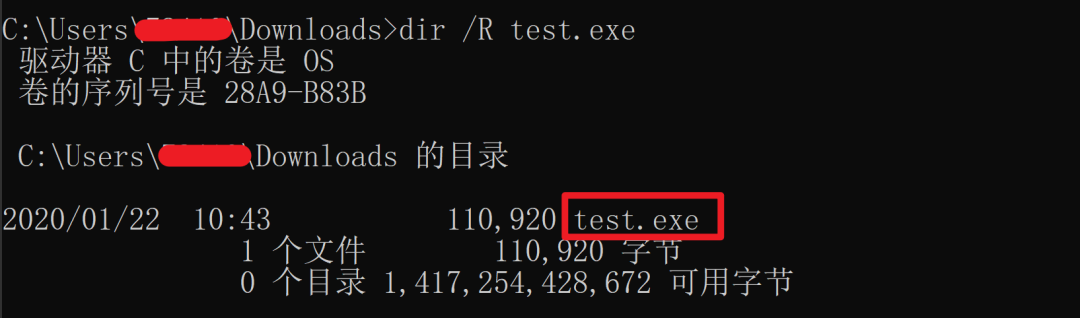 C:\Users\ \Downloads>dir /R test.exe
驱动器 C 中的卷是 OS
卷的序列号是 28A9-B83B
C:\Users\ \Downloads 的目录
2020/01/22 10:43 110,920 test.exe
1 个文件 110,920 字节
0 个目录 1,417,254,428,672 可用字节